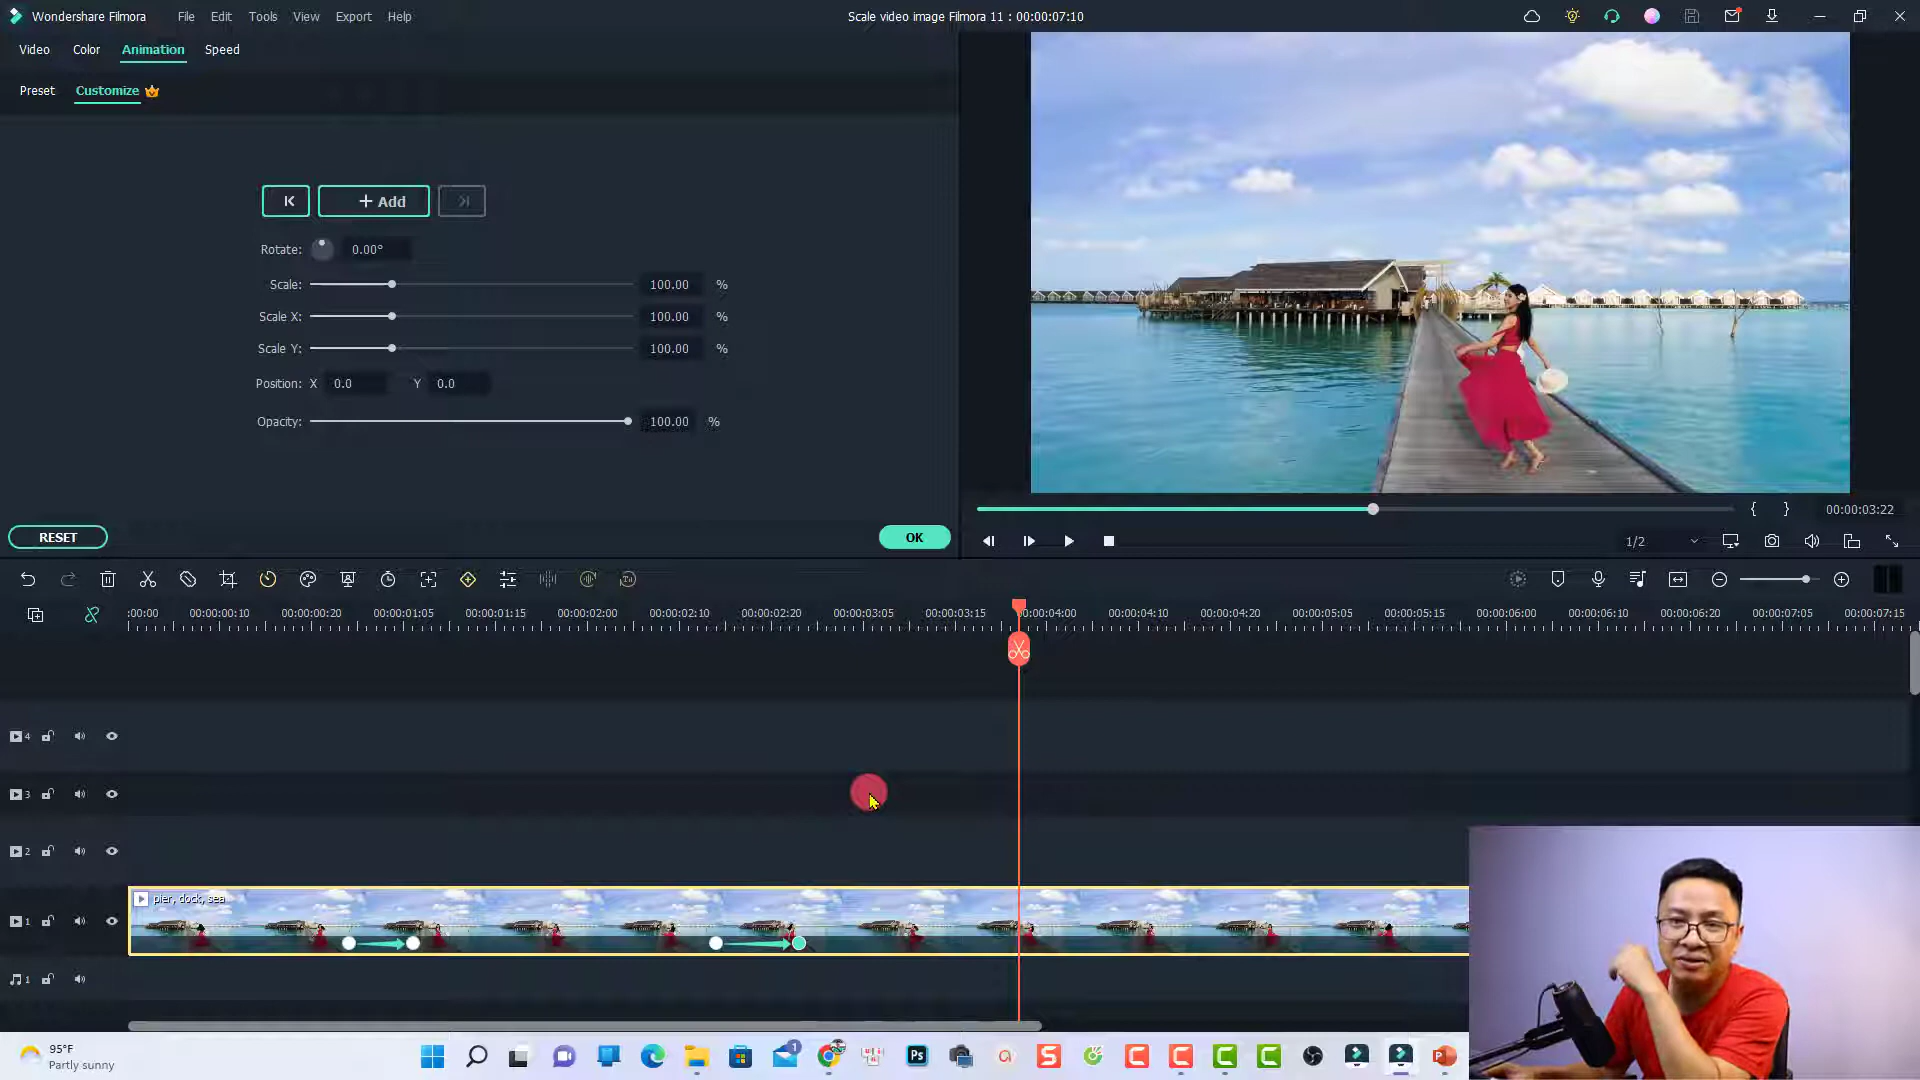 Wondershare Filmora File Edit Tools View Export Help Scale video image Filmora 11 : 00:00:07:10
Video Color Animation Speed
Preset Customize
Add
Rotate: 0.00°
Scale: 100.00 %
Scale X: 100.00 %
Scale Y: 100.00 %
Position: X 0.0 Y 0.0
Opacity: 100.00 %
{ } 00:00:03:22
RESET OK
1/2
:00:00 00:00:00:10 00:00:00:20 00:00:01:05 00:00:01:15 00:00:02:00 00:00:02:10 00:00:02:20 00:00:03:05 00:00:03:15 00:00:04:00 00:00:04:10 00:00:04:20 00:00:05:05 00:00:05:15 00:00:06:00 00:00:06:10 00:00:06:20 00:00:07:05 00:00:07:15
4
3
2
pier, dock, sea
1
1
95°F
Partly sunny
1
Ps